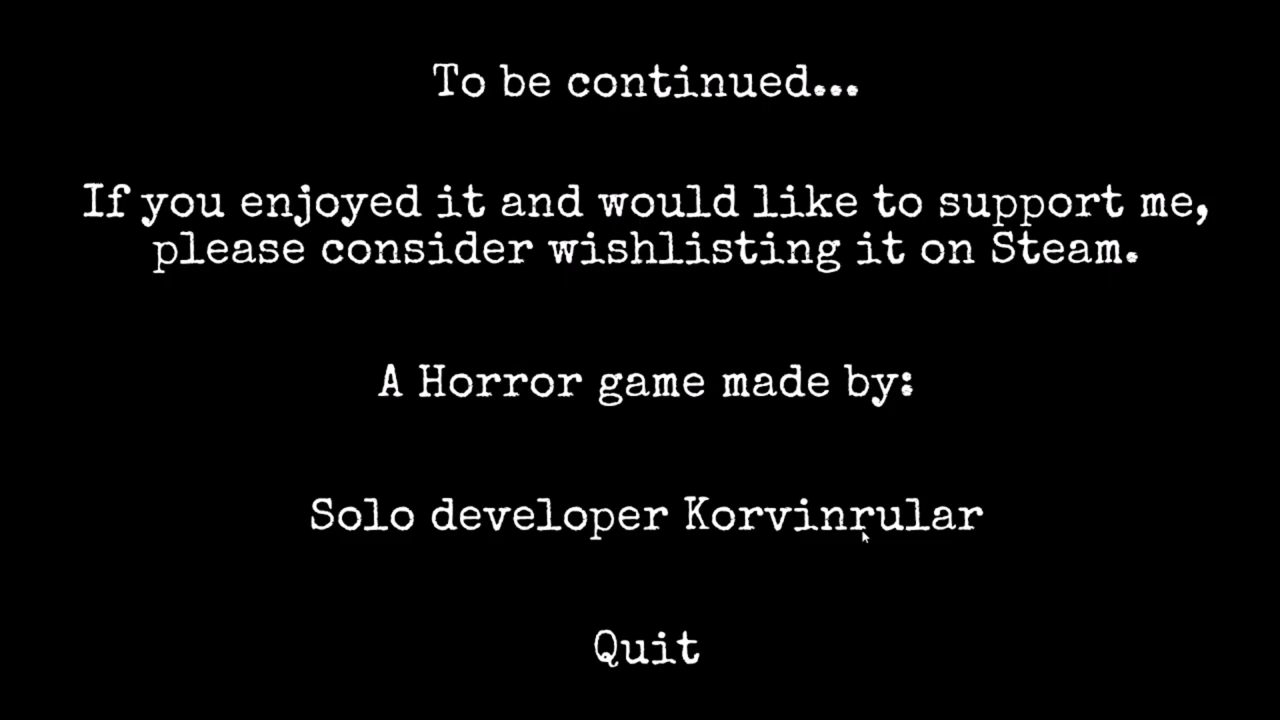 To be continued...
If you enjoyed it and would like to support me,
please consider wishlisting it on Steam.
A Horror game made by:
Solo developer Korvinrular
Quit